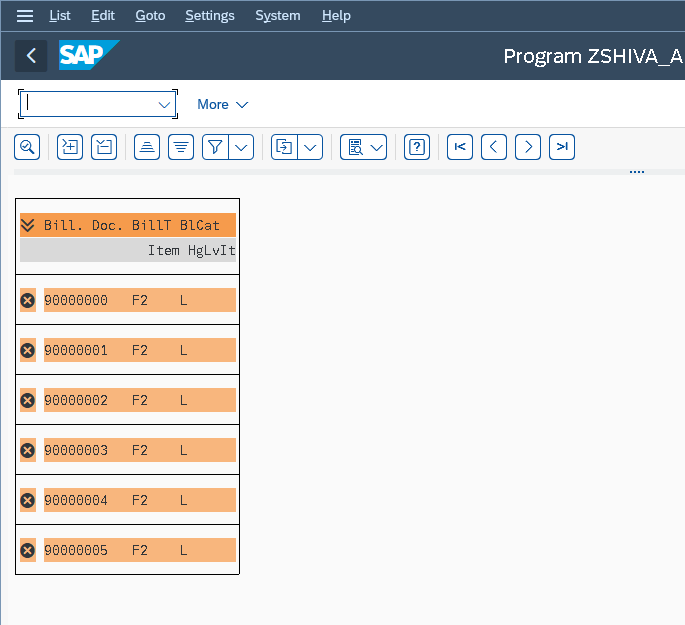 List Edit Goto Settings System Help
SAP Program ZSHIVA_A
More
Bill. Doc. BillT BlCat
Item HgLvIt
90000000 F2 L
90000001 F2 L
90000002 F2 L
90000003 F2 L
90000004 F2 L
90000005 F2 L